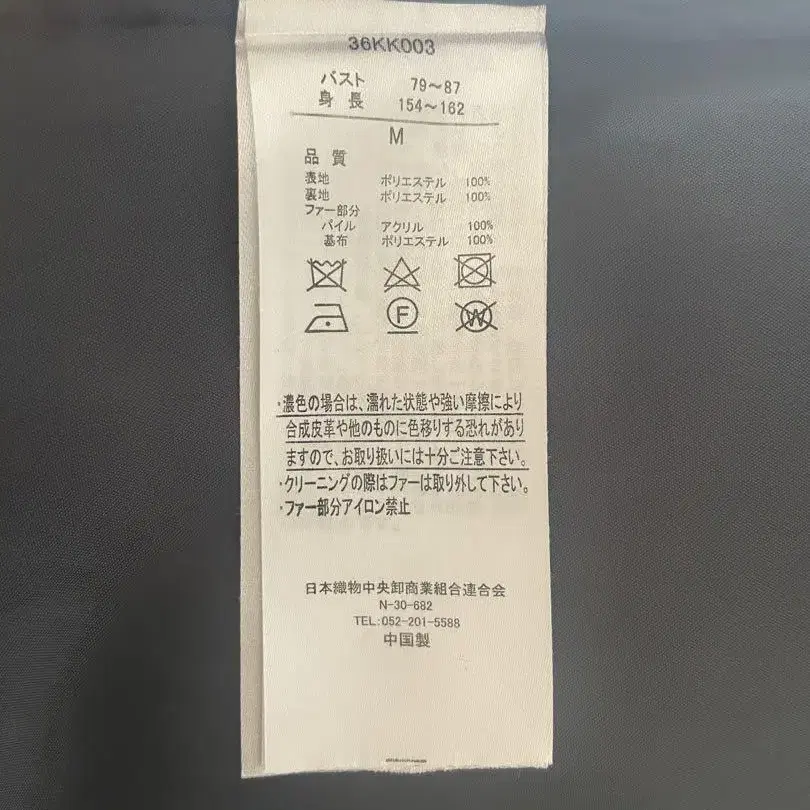 36KK003
バスト 79〜87
身長 154〜162
M
品質
表地 ポリエステル 100%
裏地 ポリエステル 100%
ファー部分
パイル アクリル 100%
基布 ポリエステル 100%
F
W
・濃色の場合は、濡れた状態や強い摩擦により
合成皮革や他のものに色移りする恐れがあり
ますので、お取り扱いには十分ご注意下さい。
・クリーニングの際はファーは取り外して下さい。
・ファー部分アイロン禁止
日本織物中央卸商業組合連合会
N-30-682
TEL:052-201-5588
中国製